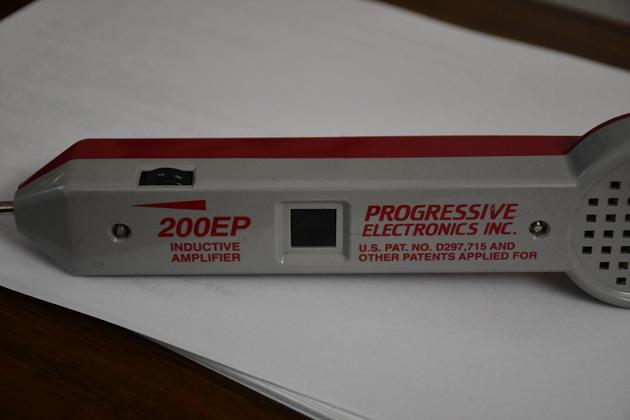 200EP
INDUCTIVE
AMPLIFIER
PROGRESSIVE
ELECTRONICS INC.
U.S. PAT. NO. D297,715 AND
OTHER PATENTS APPLIED FOR